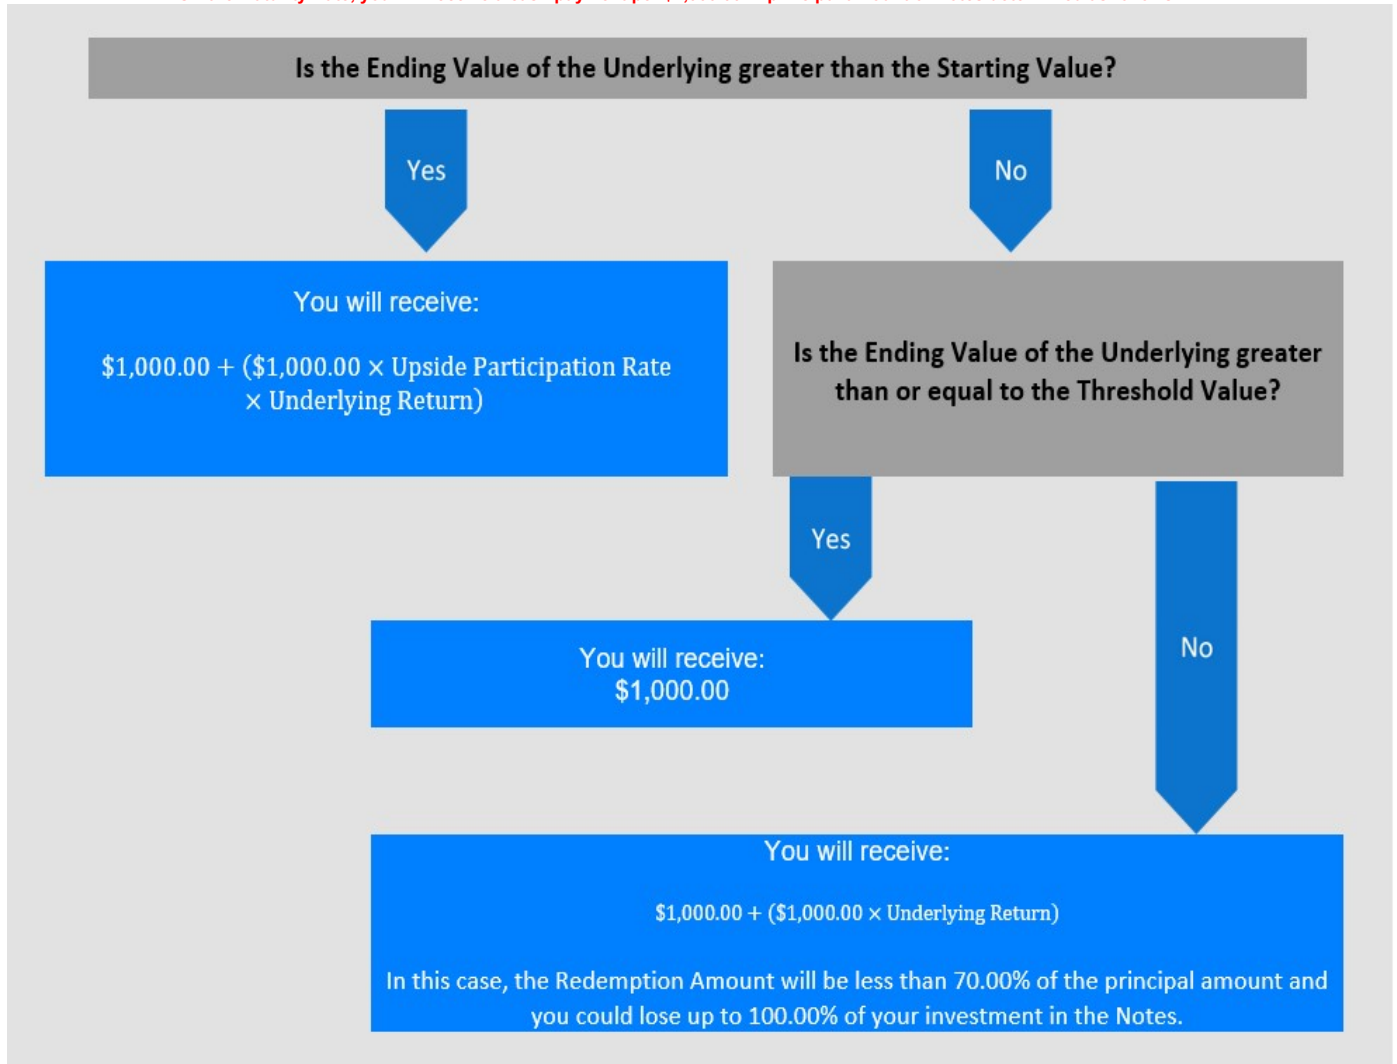 Is the Ending Value of the Underlying greater than the Starting Value?
Yes
No
You will receive:
$1,000.00 + ($1,000.00 × Upside Participation Rate
× Underlying Return)
Is the Ending Value of the Underlying greater
than or equal to the Threshold Value?
Yes
No
You will receive:
$1,000.00
You will receive:
$1,000.00 + ($1,000.00 × Underlying Return)
In this case, the Redemption Amount will be less than 70.00% of the principal amount and
you could lose up to 100.00% of your investment in the Notes.